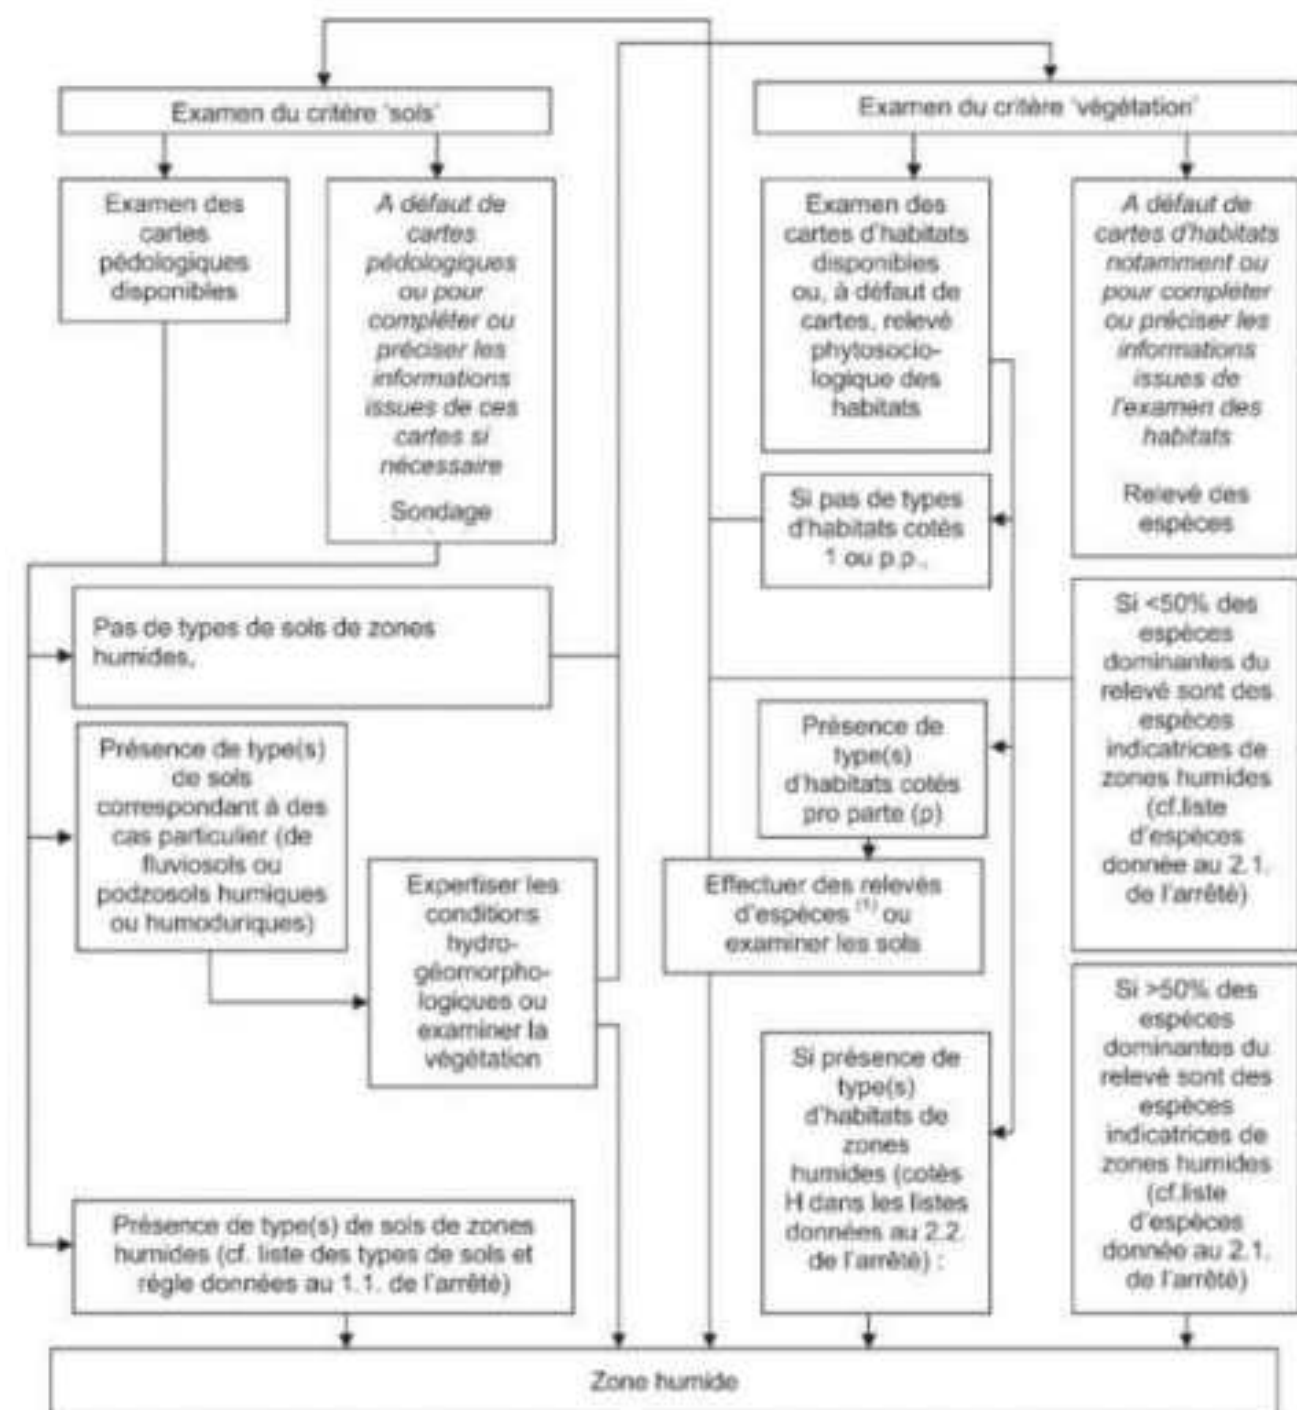 Examen du critère 'sols'
Examen des
cartes
pédologiques
disponibles
A défaut de
cartes
pédologiques
ou pour
compléter ou
préciser les
informations
issues de ces
cartes si
nécessaire
Sondage
Pas de types de sols de zones
humides,
Présence de type(s)
de sols
correspondant à des
cas particulier (de
fluviosols ou
podzosols humiques
ou humoduriques)
Expertiser les
conditions
hydro-
géomorpho-
logiques ou
examiner la
végétation
Présence de type(s) de sols de zones
humides (cf. liste des types de sols et
règle données au 1.1. de l'arrêté)
Examen du critère 'végétation'
Examen des
cartes d'habitats
disponibles
ou, à défaut de
cartes, relevé
phytosocio-
logique des
habitats
Si pas de types
d'habitats cotés
1 ou p.p.,
Présence de
type(s)
d'habitats cotés
pro parte (p)
Effectuer des relevés
d'espèces (1) ou
examiner les sols
Si présence de
type(s)
d'habitats de
zones
humides (cotés
H dans les listes
données au 2.2.
de l'arrêté) :
A défaut de
cartes d'habitats
notamment ou
pour compléter
ou préciser les
informations
issues de
l'examen des
habitats
Relevé des
espèces
Si <50% des
espèces
dominantes du
relevé sont des
espèces
indicatrices de
zones humides
(cf.liste
d'espèces
donnée au 2.1.
de l'arrêté)
Si >50% des
espèces
dominantes du
relevé sont des
espèces
indicatrices de
zones humides
(cf.liste
d'espèces
donnée au 2.1.
de l'arrêté)
Zone humide